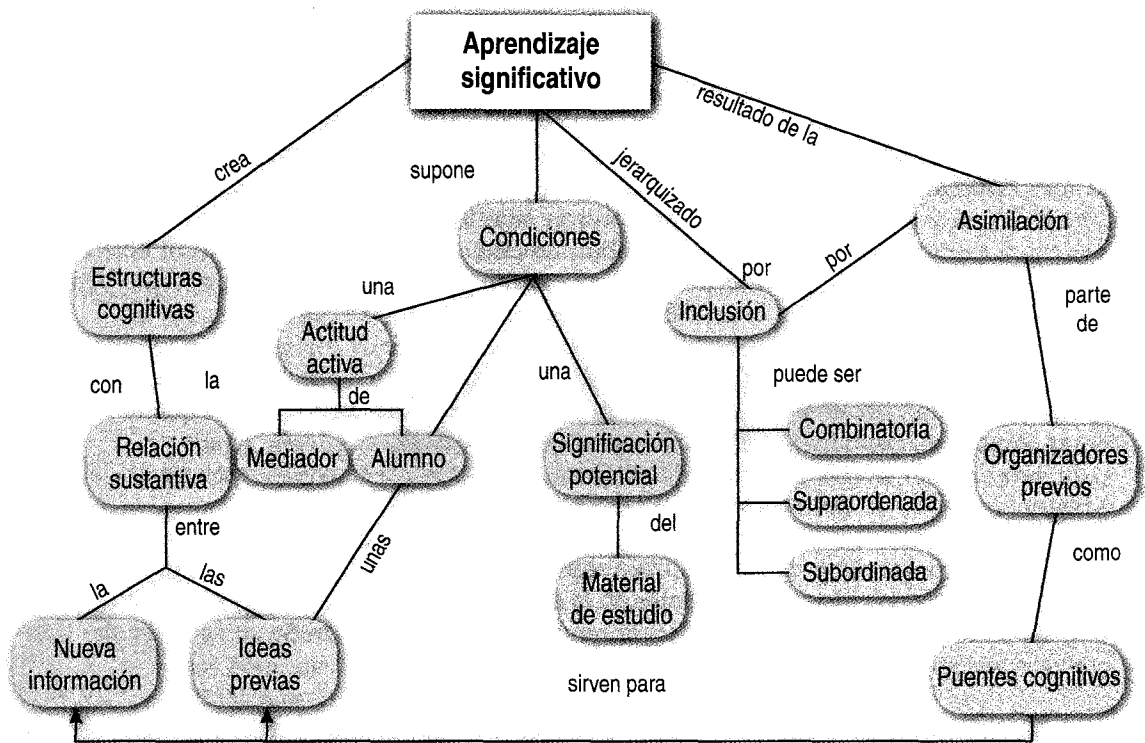 Aprendizaje
significativo
crea
supone
jerarquizado
resultado de la
Estructuras
cognitivas
Condiciones
por
por
Asimilación
Inclusión
una
Actitud
activa
con
la
de
una
puede ser
parte
de
Relación
sustantiva
Mediador
Alumno
Significación
potencial
Combinatoria
Supraordenada
Subordinada
Organizadores
previos
entre
la
las
unas
del
como
Nueva
información
Ideas
previas
Material
de estudio
Puentes cognitivos
sirven para